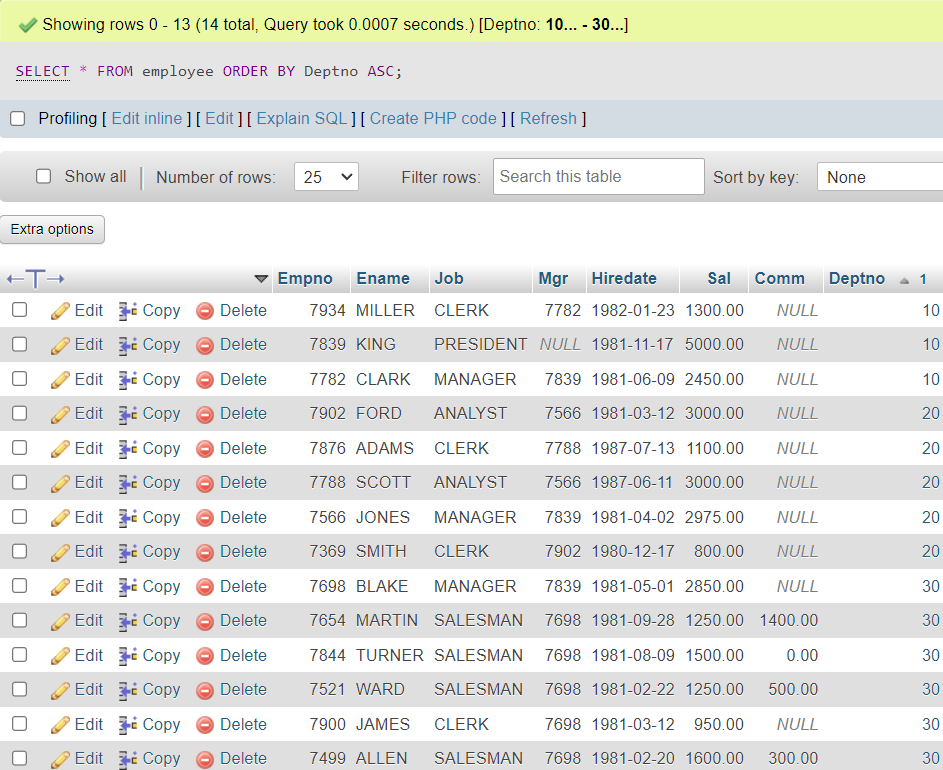 Showing rows 0 - 13 (14 total, Query took 0.0007 seconds.) [Deptno: 10... - 30...]
SELECT * FROM employee ORDER BY Deptno ASC;
Profiling [ Edit inline ] [ Edit ] [ Explain SQL ] [ Create PHP code ] [ Refresh ]
Show all Number of rows: 25 Filter rows: Search this table Sort by key: None
Extra options
Empno Ename Job Mgr Hiredate Sal Comm Deptno 1
Edit Copy Delete 7934 MILLER CLERK 7782 1982-01-23 1300.00 NULL 10
Edit Copy Delete 7839 KING PRESIDENT NULL 1981-11-17 5000.00 NULL 10
Edit Copy Delete 7782 CLARK MANAGER 7839 1981-06-09 2450.00 NULL 10
Edit Copy Delete 7902 FORD ANALYST 7566 1981-03-12 3000.00 NULL 20
Edit Copy Delete 7876 ADAMS CLERK 7788 1987-07-13 1100.00 NULL 20
Edit Copy Delete 7788 SCOTT ANALYST 7566 1987-06-11 3000.00 NULL 20
Edit Copy Delete 7566 JONES MANAGER 7839 1981-04-02 2975.00 NULL 20
Edit Copy Delete 7369 SMITH CLERK 7902 1980-12-17 800.00 NULL 20
Edit Copy Delete 7698 BLAKE MANAGER 7839 1981-05-01 2850.00 NULL 30
Edit Copy Delete 7654 MARTIN SALESMAN 7698 1981-09-28 1250.00 1400.00 30
Edit Copy Delete 7844 TURNER SALESMAN 7698 1981-08-09 1500.00 0.00 30
Edit Copy Delete 7521 WARD SALESMAN 7698 1981-02-22 1250.00 500.00 30
Edit Copy Delete 7900 JAMES CLERK 7698 1981-03-12 950.00 NULL 30
Edit Copy Delete 7499 ALLEN SALESMAN 7698 1981-02-20 1600.00 300.00 30